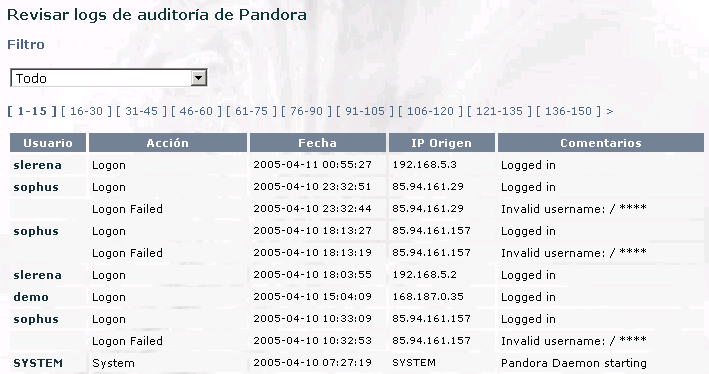 Revisar logs de auditoría de Pandora
Filtro
Todo
[ 1-15 ] [ 16-30 ] [ 31-45 ] [ 46-60 ] [ 61-75 ] [ 76-90 ] [ 91-105 ] [ 106-120 ] [ 121-135 ] [ 136-150 ] >
Usuario Acción Fecha IP Origen Comentarios
slerena Logon 2005-04-11 00:55:27 192.168.5.3 Logged in
sophus Logon 2005-04-10 23:32:51 85.94.161.29 Logged in
Logon Failed 2005-04-10 23:32:44 85.94.161.29 Invalid username: / ****
sophus Logon 2005-04-10 18:13:27 85.94.161.157 Logged in
Logon Failed 2005-04-10 18:13:19 85.94.161.157 Invalid username: / ****
slerena Logon 2005-04-10 18:03:55 192.168.5.2 Logged in
demo Logon 2005-04-10 15:04:09 168.187.0.35 Logged in
sophus Logon 2005-04-10 10:33:09 85.94.161.157 Logged in
Logon Failed 2005-04-10 10:32:53 85.94.161.157 Invalid username: / ****
SYSTEM System 2005-04-10 07:27:19 SYSTEM Pandora Daemon starting